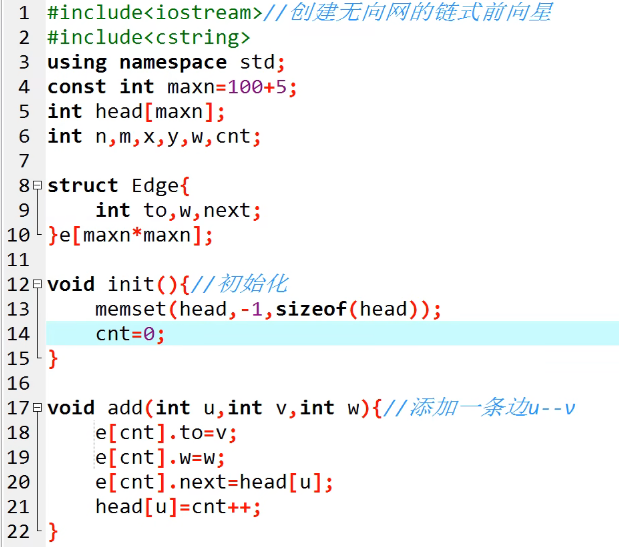 1 #include<iostream>//创建无向网的链式前向星
2 #include<cstring>
3 using namespace std;
4 const int maxn=100+5;
5 int head[maxn];
6 int n,m,x,y,w,cnt;
7
8 struct Edge{
9     int to,w,next;
10 }e[maxn*maxn];
11
12 void init(){//初始化
13     memset(head,-1,sizeof(head));
14     cnt=0;
15 }
16
17 void add(int u,int v,int w){//添加一条边u--v
18     e[cnt].to=v;
19     e[cnt].w=w;
20     e[cnt].next=head[u];
21     head[u]=cnt++;
22 }